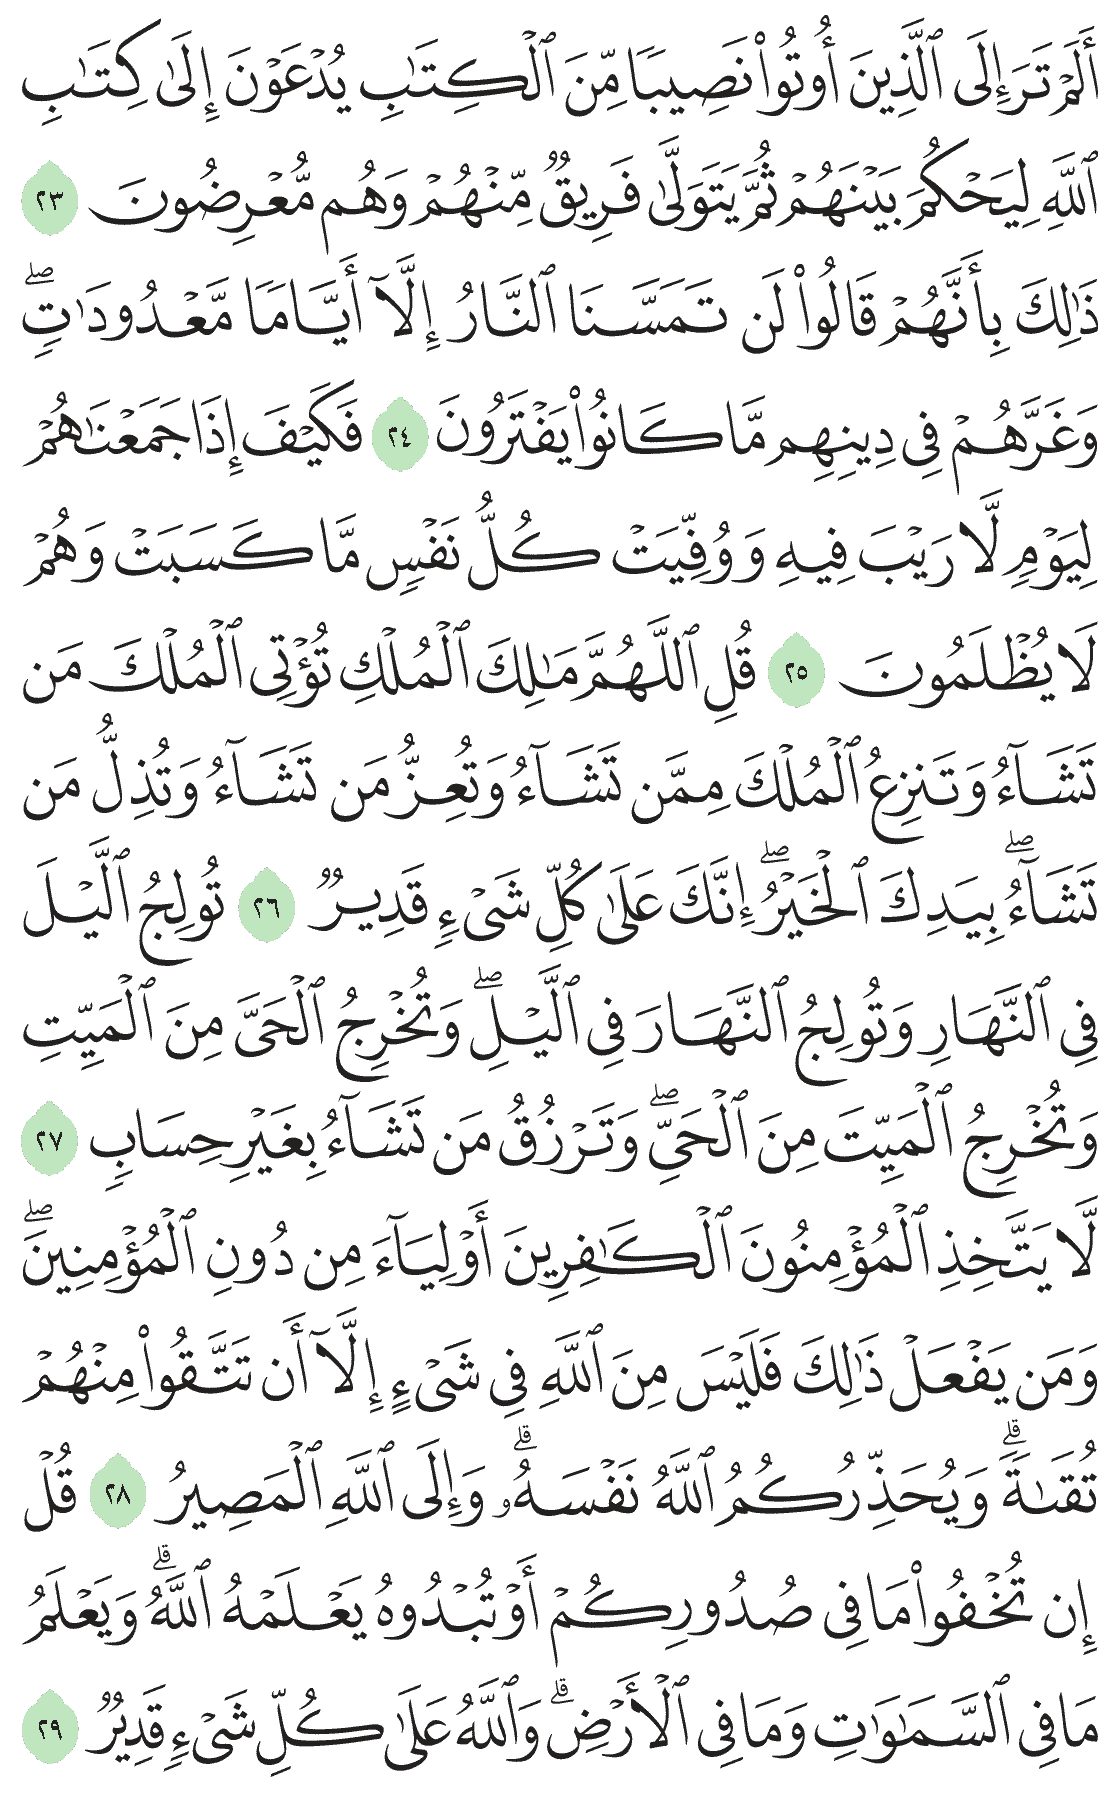 أَلَمۡ تَرَ إِلَى ٱلَّذِينَ أُوتُواْ نَصِيبٗا مِّنَ ٱلۡكِتَٰبِ يُدۡعَوۡنَ إِلَىٰ كِتَٰبِ
ٱللَّهِ لِيَحۡكُمَ بَيۡنَهُمۡ ثُمَّ يَتَوَلَّىٰ فَرِيقٞ مِّنۡهُمۡ وَهُم مُّعۡرِضُونَ ٢٣
ذَٰلِكَ بِأَنَّهُمۡ قَالُواْ لَن تَمَسَّنَا ٱلنَّارُ إِلَّآ أَيَّامٗا مَّعۡدُودَٰتٖۖ
وَغَرَّهُمۡ فِي دِينِهِم مَّا كَانُواْ يَفۡتَرُونَ ٢٤ فَكَيۡفَ إِذَا جَمَعۡنَٰهُمۡ
لِيَوۡمٖ لَّا رَيۡبَ فِيهِ وَوُفِّيَتۡ كُلُّ نَفۡسٖ مَّا كَسَبَتۡ وَهُمۡ
لَا يُظۡلَمُونَ ٢٥ قُلِ ٱللَّهُمَّ مَٰلِكَ ٱلۡمُلۡكِ تُؤۡتِي ٱلۡمُلۡكَ مَن
تَشَآءُ وَتَنزِعُ ٱلۡمُلۡكَ مِمَّن تَشَآءُ وَتُعِزُّ مَن تَشَآءُ وَتُذِلُّ مَن
تَشَآءُۖ بِيَدِكَ ٱلۡخَيۡرُۖ إِنَّكَ عَلَىٰ كُلِّ شَيۡءٖ قَدِيرٞ ٢٦ تُولِجُ ٱلَّيۡلَ
فِي ٱلنَّهَارِ وَتُولِجُ ٱلنَّهَارَ فِي ٱلَّيۡلِۖ وَتُخۡرِجُ ٱلۡحَيَّ مِنَ ٱلۡمَيِّتِ
وَتُخۡرِجُ ٱلۡمَيِّتَ مِنَ ٱلۡحَيِّۖ وَتَرۡزُقُ مَن تَشَآءُ بِغَيۡرِ حِسَابٖ ٢٧
لَّا يَتَّخِذِ ٱلۡمُؤۡمِنُونَ ٱلۡكَٰفِرِينَ أَوۡلِيَآءَ مِن دُونِ ٱلۡمُؤۡمِنِينَۖ
وَمَن يَفۡعَلۡ ذَٰلِكَ فَلَيۡسَ مِنَ ٱللَّهِ فِي شَيۡءٍ إِلَّآ أَن تَتَّقُواْ مِنۡهُمۡ
تُقَىٰةٗۗ وَيُحَذِّرُكُمُ ٱللَّهُ نَفۡسَهُۥۗ وَإِلَى ٱللَّهِ ٱلۡمَصِيرُ ٢٨ قُلۡ
إِن تُخۡفُواْ مَا فِي صُدُورِكُمۡ أَوۡ تُبۡدُوهُ يَعۡلَمۡهُ ٱللَّهُۗ وَيَعۡلَمُ
مَا فِي ٱلسَّمَٰوَٰتِ وَمَا فِي ٱلۡأَرۡضِۗ وَٱللَّهُ عَلَىٰ كُلِّ شَيۡءٖ قَدِيرٞ ٢٩